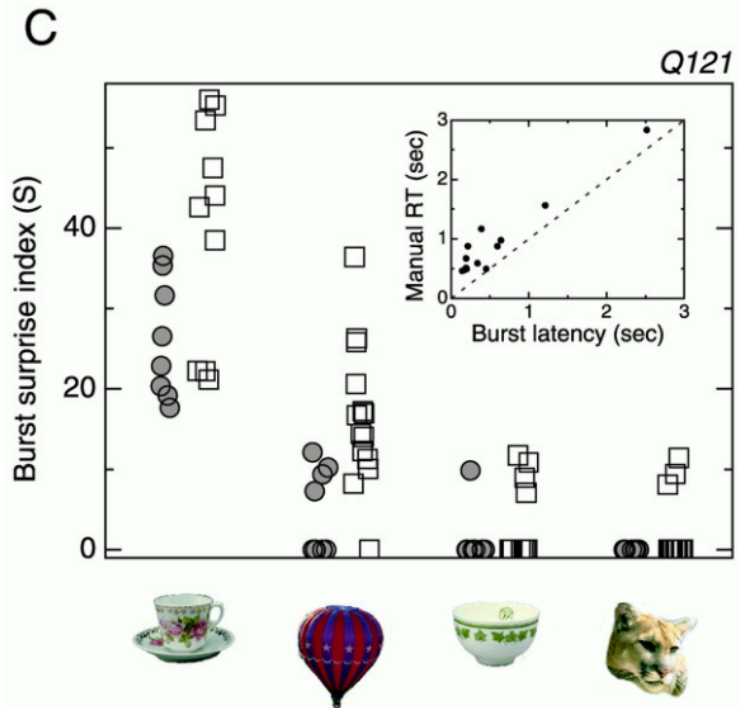 C
Q121
Burst surprise index (S)
40
20
0
Manual RT (sec)
3
2
1
0
0 1 2 3
Burst latency (sec)